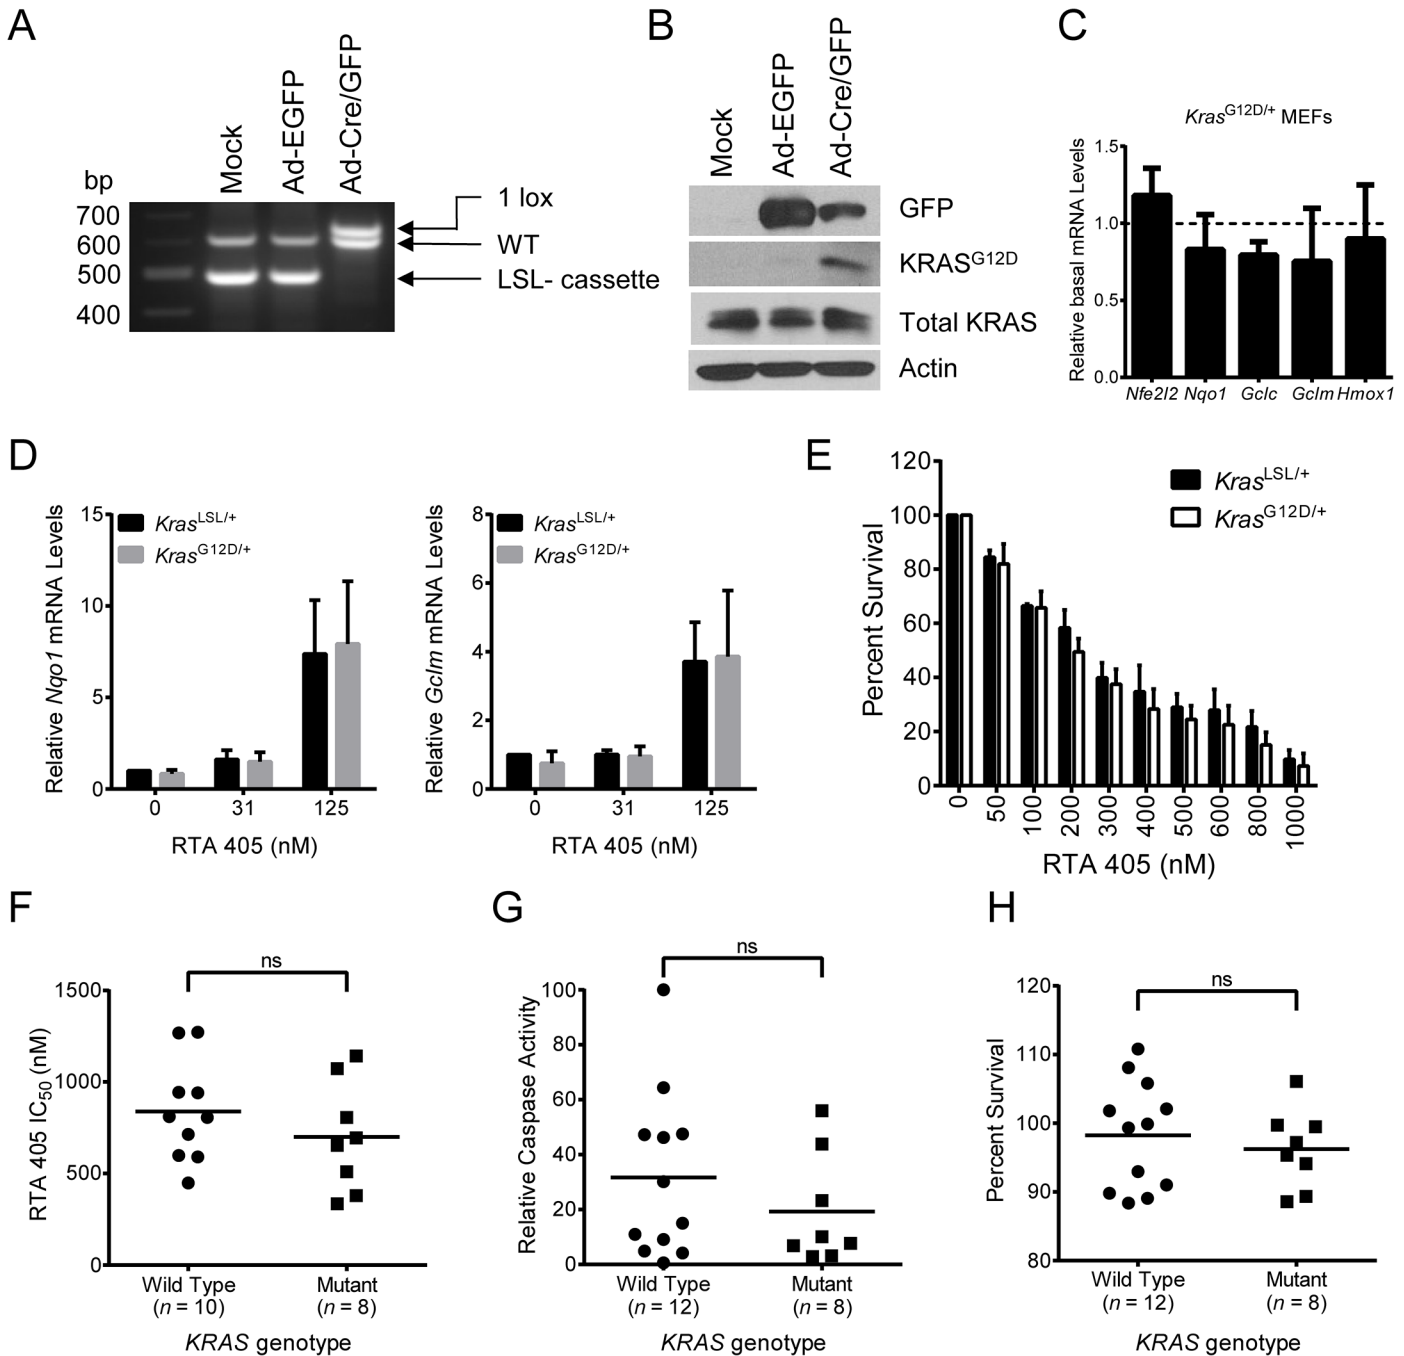 A
Mock
Ad-EGFP
Ad-Cre/GFP
bp
700
600
500
400
1 lox
WT
LSL- cassette
B
Mock
Ad-EGFP
Ad-Cre/GFP
GFP
KRASG12D
Total KRAS
Actin
C
KrasG12D/+ MEFs
Relative basal mRNA Levels
1.5
1.0
0.5
0.0
Nfe2l2 Nqo1 Gclc Gclm Hmox1
D
Relative Nqo1 mRNA Levels
15
10
5
0
KrasLSL/+
KrasG12D/+
0 31 125
RTA 405 (nM)
Relative Gclm mRNA Levels
8
6
4
2
0
KrasLSL/+
KrasG12D/+
0 31 125
RTA 405 (nM)
E
Percent Survival
120
100
80
60
40
20
0
KrasLSL/+
KrasG12D/+
0 50 100 200 300 400 500 600 800 1000
RTA 405 (nM)
F
RTA 405 IC50 (nM)
1500
1000
500
0
ns
Wild Type Mutant
(n = 10) (n = 8)
KRAS genotype
G
Relative Caspase Activity
100
80
60
40
20
0
ns
Wild Type Mutant
(n = 12) (n = 8)
KRAS genotype
H
Percent Survival
120
110
100
90
80
ns
Wild Type Mutant
(n = 12) (n = 8)
KRAS genotype